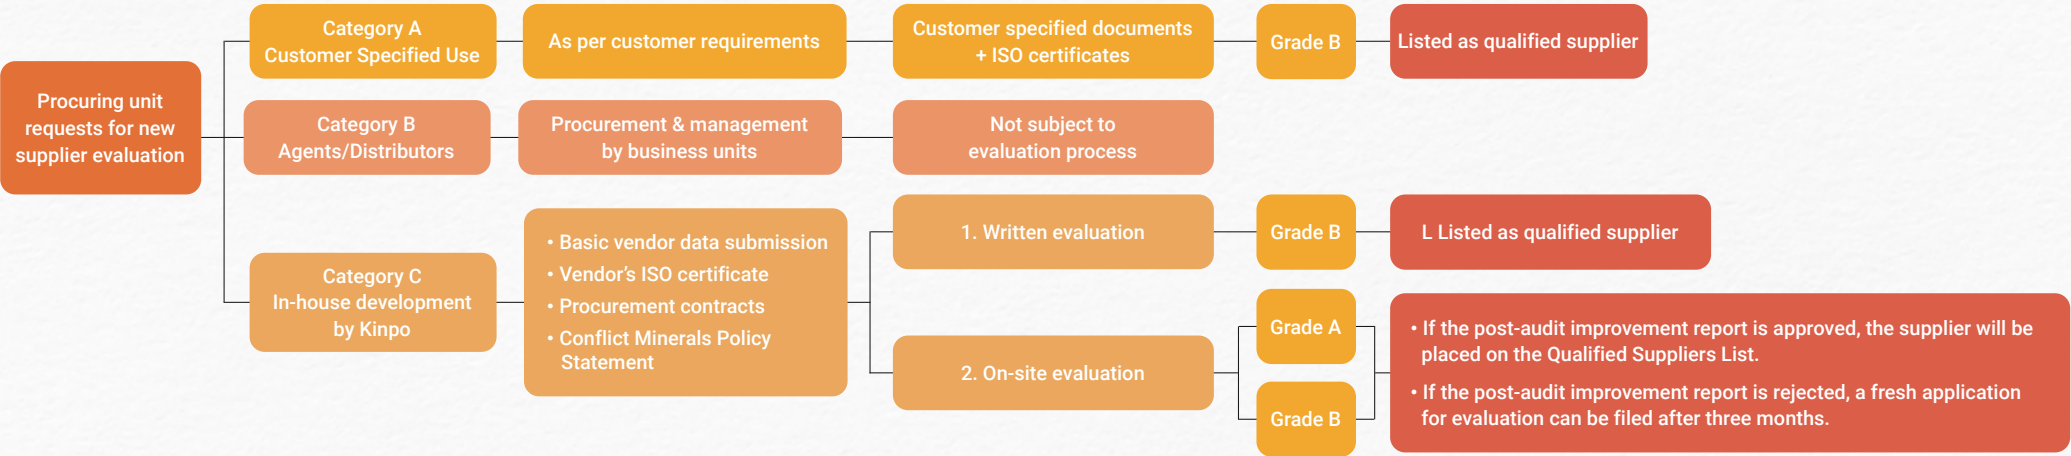 Procuring unit
requests for new
supplier evaluation
Category A
Customer Specified Use
As per customer requirements
Customer specified documents
+ ISO certificates
Grade B
Listed as qualified supplier
Category B
Agents/Distributors
Procurement & management
by business units
Not subject to
evaluation process
Category C
In-house development
by Kinpo
• Basic vendor data submission
• Vendor's ISO certificate
• Procurement contracts
• Conflict Minerals Policy
Statement
1. Written evaluation
Grade B
L Listed as qualified supplier
2. On-site evaluation
Grade A
Grade B
• If the post-audit improvement report is approved, the supplier will be
placed on the Qualified Suppliers List.
• If the post-audit improvement report is rejected, a fresh application
for evaluation can be filed after three months.